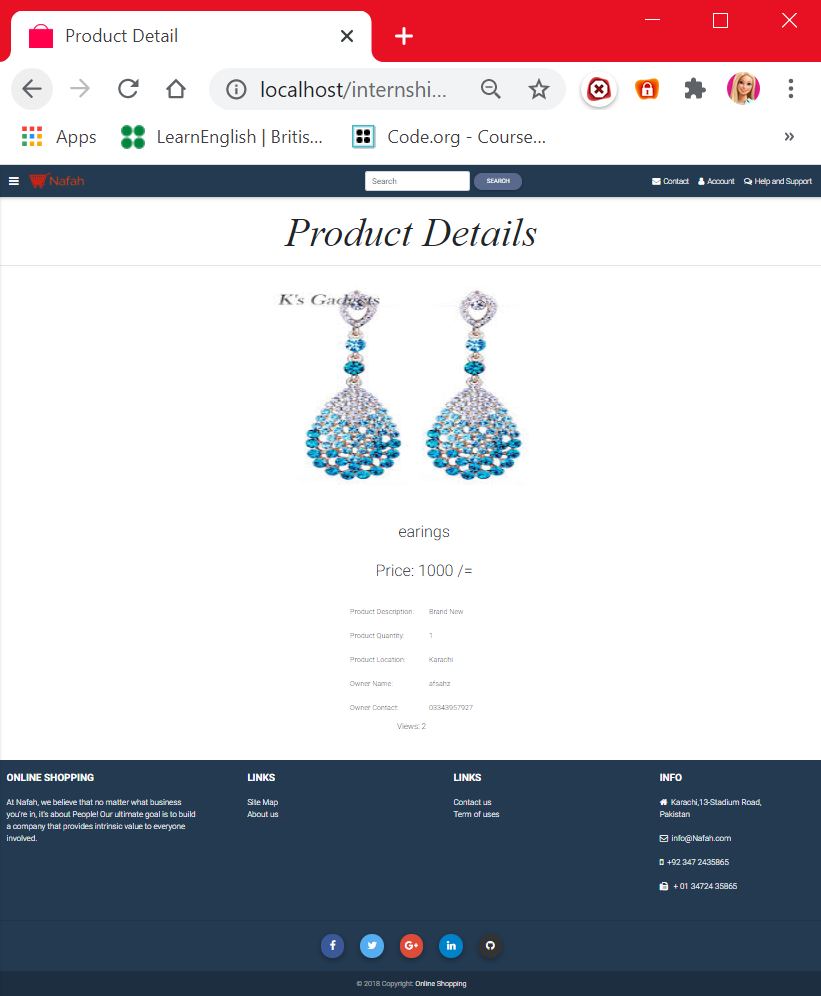 Product Detail
localhost/internshi...
Apps LearnEnglish | Britis... Code.org - Course... »
Nafah Search SEARCH Contact Account Help and Support
Product Details
K's Gadgets
earings
Price: 1000 /=
Product Description: Brand New
Product Quantity: 1
Product Location: Karachi
Owner Name: afsahz
Owner Contact: 03343957927
Views: 2
ONLINE SHOPPING
At Nafah, we believe that no matter what business
you're in, it's about People! Our ultimate goal is to build
a company that provides intrinsic value to everyone
involved.
LINKS
Site Map
About us
LINKS
Contact us
Term of uses
INFO
Karachi,13-Stadium Road,
Pakistan
info@Nafah.com
+92 347 2435865
+ 01 34724 35865
© 2018 Copyright: Online Shopping